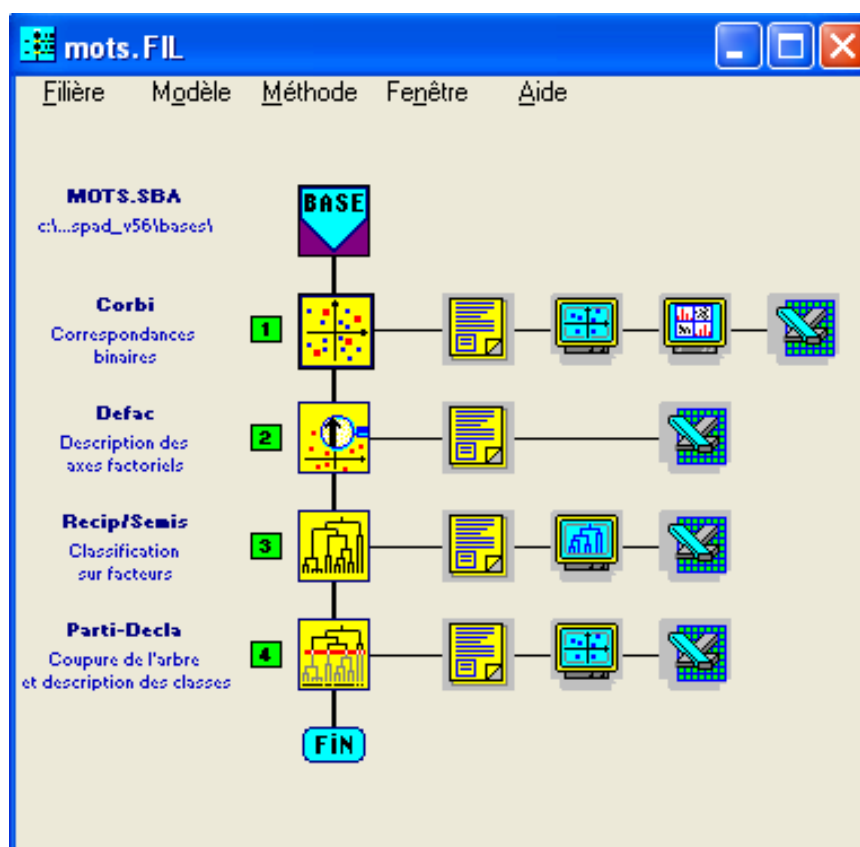 mots.FIL
Filière Modèle Méthode Fenêtre Aide
MOTS.SBA
c:\...spad_v56\bases\
BASE
Corbi
Correspondances
binaires
1
Defac
Description des
axes factoriels
2
Recip/Semis
Classification
sur facteurs
3
Parti-Decla
Coupure de l'arbre
et description des classes
4
FIN